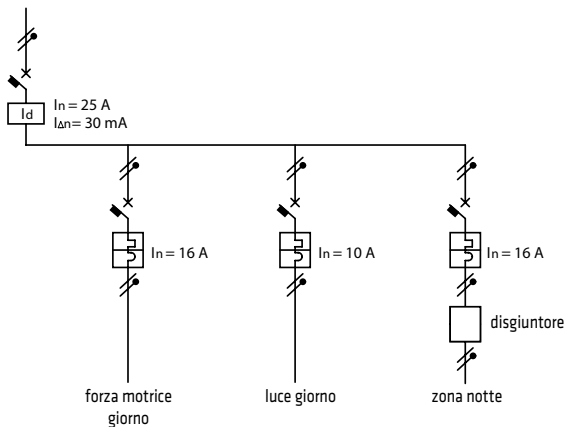 Id
In = 25 A
IΔn= 30 mA
In = 16 A
In = 10 A
In = 16 A
disgiuntore
forza motrice
giorno
luce giorno
zona notte